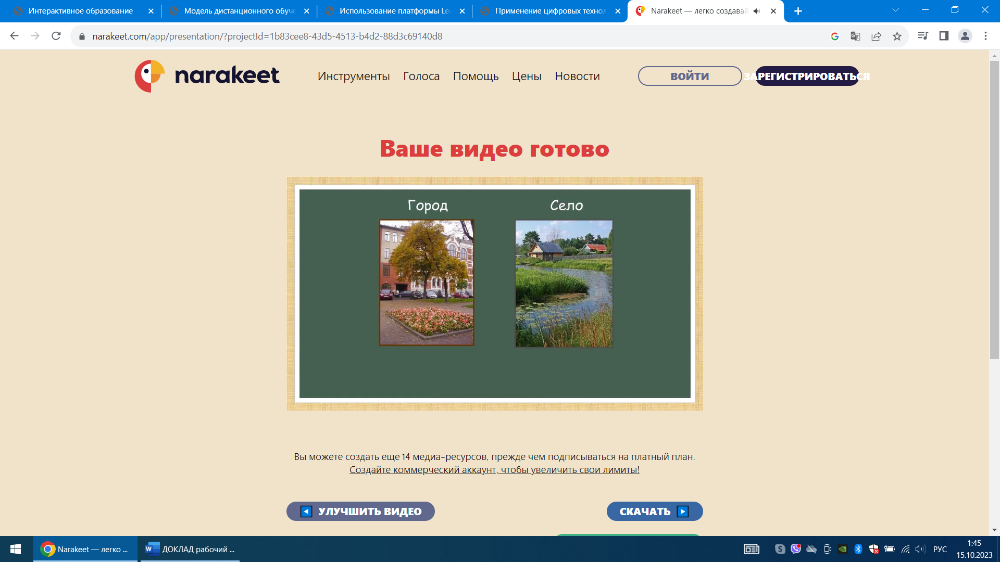 Интерактивное образование
Модель дистанционного обуч
Использование платформы Le
Применение цифровых технол
Narakeet — легко создавай
narakeet.com/app/presentation/?projectId=1b83cee8-43d5-4513-b4d2-88d3c69140d8
narakeet
Инструменты
Голоса
Помощь
Цены
Новости
ВОЙТИ
ЗАРЕГИСТРИРОВАТЬСЯ
Ваше видео готово
Город
Село
Вы можете создать еще 14 медиа-ресурсов, прежде чем подписываться на платный план.
Создайте коммерческий аккаунт, чтобы увеличить свои лимиты!
УЛУЧШИТЬ ВИДЕО
СКАЧАТЬ
Narakeet — легко ...
ДОКЛАД рабочий ...
РУС
1:45
15.10.2023